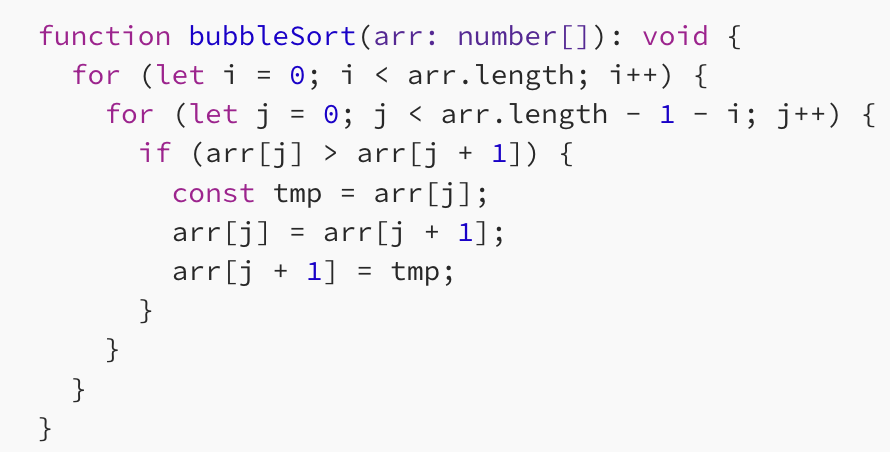 function bubbleSort(arr: number[]): void {
  for (let i = 0; i < arr.length; i++) {
    for (let j = 0; j < arr.length - 1 - i; j++) {
      if (arr[j] > arr[j + 1]) {
        const tmp = arr[j];
        arr[j] = arr[j + 1];
        arr[j + 1] = tmp;
      }
    }
  }
}